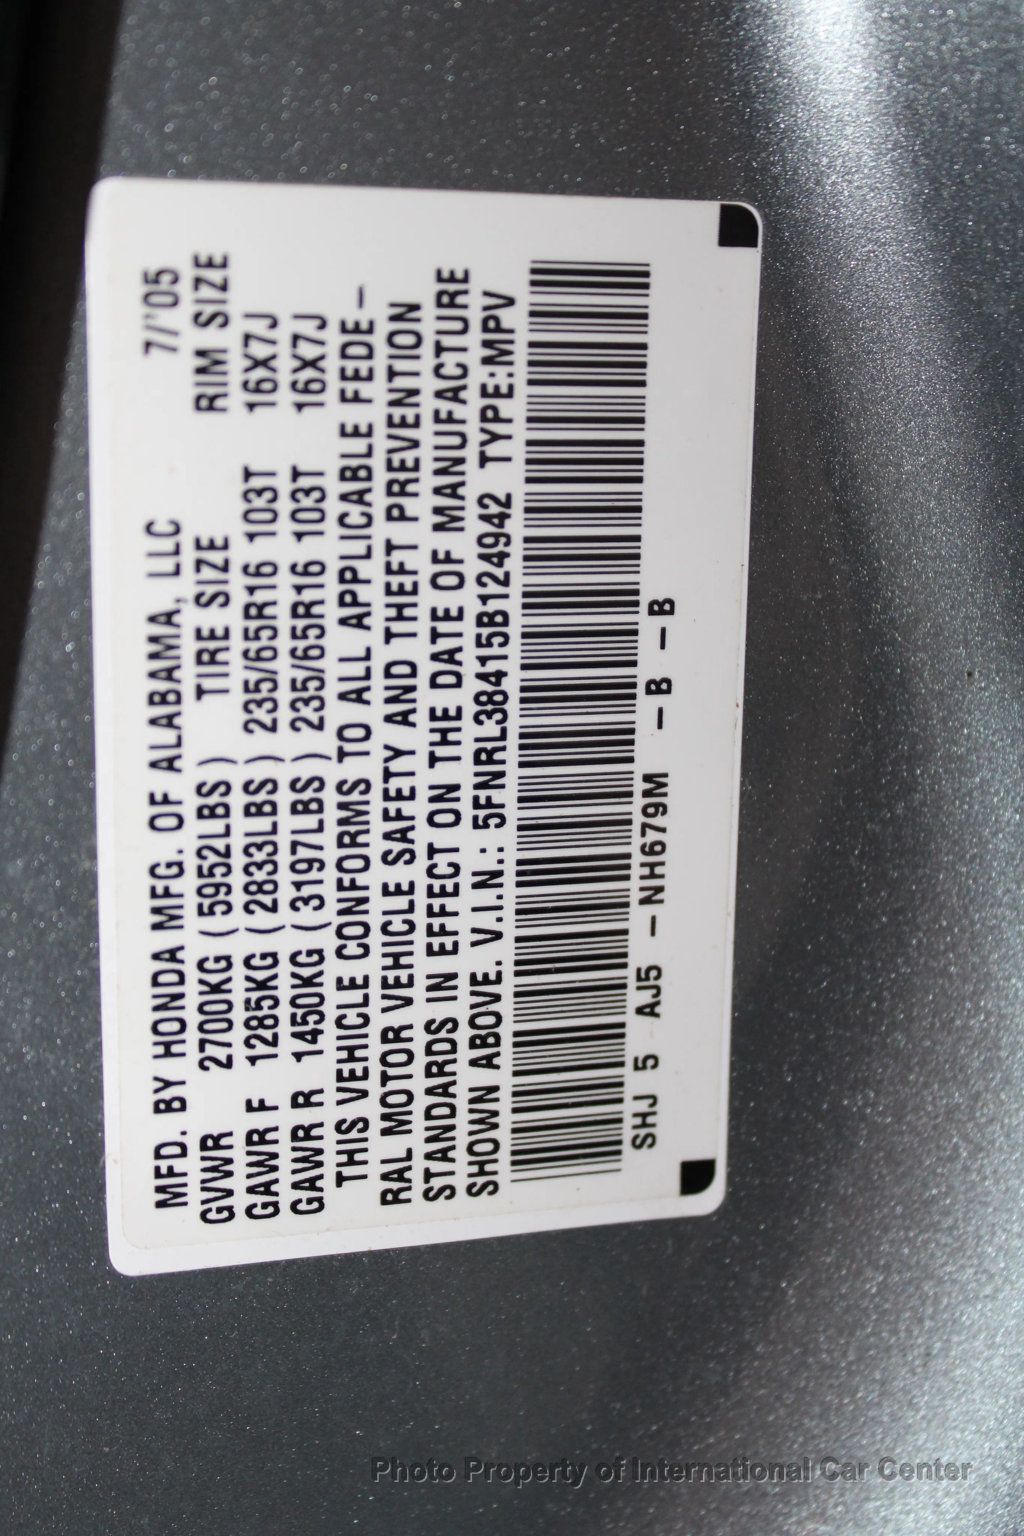 MFD. BY HONDA MFG. OF ALABAMA, LLC 7/'05
GVWR 2700KG (5952LBS) TIRE SIZE RIM SIZE
GAWR F 1285KG (2833LBS) 235/65R16 103T 16X7J
GAWR R 1450KG (3197LBS) 235/65R16 103T 16X7J
THIS VEHICLE CONFORMS TO ALL APPLICABLE FEDE-
RAL MOTOR VEHICLE SAFETY AND THEFT PREVENTION
STANDARDS IN EFFECT ON THE DATE OF MANUFACTURE
SHOWN ABOVE. V.I.N.: 5FNRL38415B124942 TYPE:MPV
SHJ 5 AJ5 -NH679M -B -B
Photo Property of International Car Center